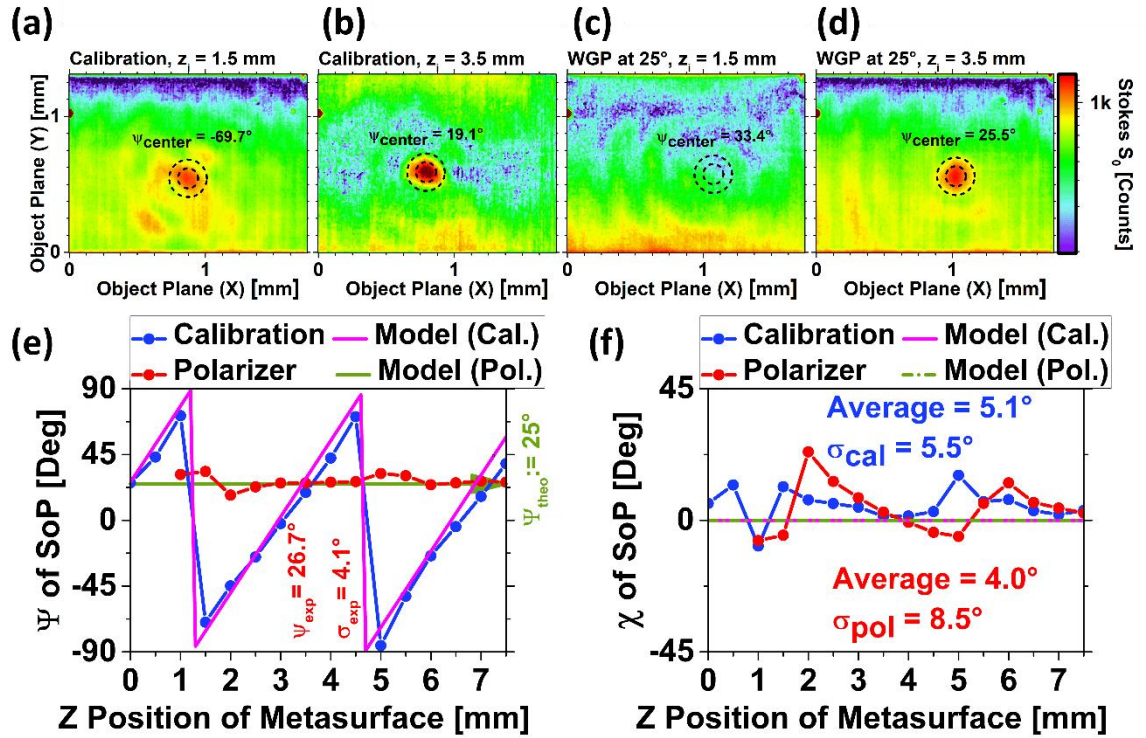 (a)
(b)
(c)
(d)
Calibration, z = 1.5 mm
Calibration, z = 3.5 mm
WGP at 25°, z = 1.5 mm
WGP at 25°, z = 3.5 mm
Object Plane (Y) [mm]
1
0
ψcenter = -69.7°
ψcenter = 19.1°
ψcenter = 33.4°
ψcenter = 25.5°
1k
Stokes S0 [Counts]
0 1
0 1
0 1
0 1
Object Plane (X) [mm]
Object Plane (X) [mm]
Object Plane (X) [mm]
Object Plane (X) [mm]
(e)
Calibration
Model (Cal.)
Polarizer
Model (Pol.)
Ψ of SoP [Deg]
90
45
0
-45
-90
Ψtheo := 25°
Ψexp = 26.7°
σexp = 4.1°
0 1 2 3 4 5 6 7
Z Position of Metasurface [mm]
(f)
Calibration
Model (Cal.)
Polarizer
Model (Pol.)
χ of SoP [Deg]
45
0
-45
Average = 5.1°
σcal = 5.5°
Average = 4.0°
σpol = 8.5°
0 1 2 3 4 5 6 7
Z Position of Metasurface [mm]